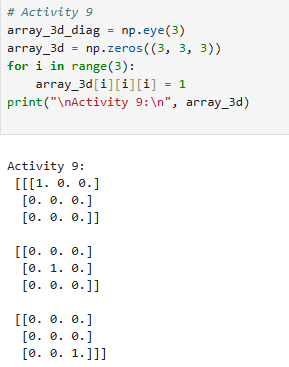 # Activity 9
array_3d_diag = np.eye(3)
array_3d = np.zeros((3, 3, 3))
for i in range(3):
    array_3d[i][i][i] = 1
print("\nActivity 9:\n", array_3d)
Activity 9:
 [[[1. 0. 0.]
  [0. 0. 0.]
  [0. 0. 0.]]

 [[0. 0. 0.]
  [0. 1. 0.]
  [0. 0. 0.]]

 [[0. 0. 0.]
  [0. 0. 0.]
  [0. 0. 1.]]]